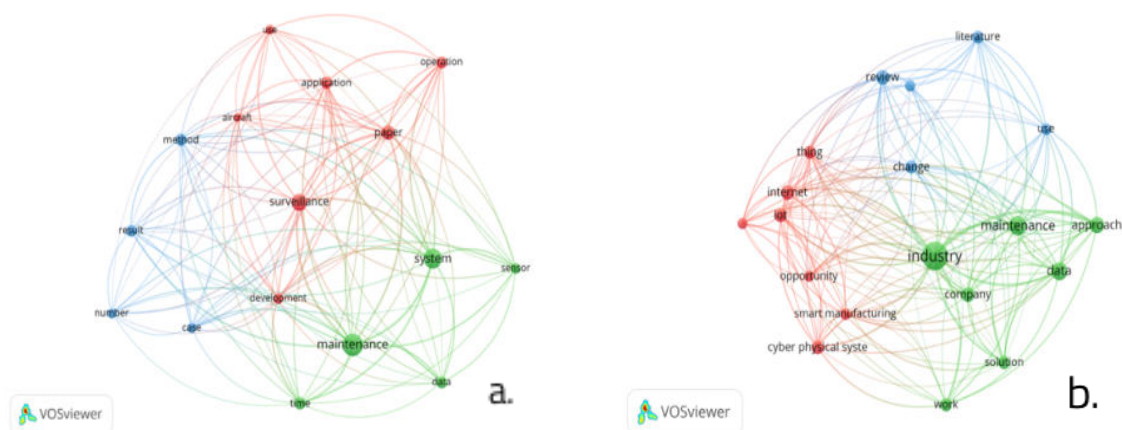 use
operation
application
aircraft
paper
method
surveillance
result
system
sensor
development
number
case
maintenance
data
time
a.
VOSviewer
literature
review
use
thing
change
internet
iot
maintenance
approach
industry
data
opportunity
company
smart manufacturing
cyber physical syste
solution
work
b.
VOSviewer